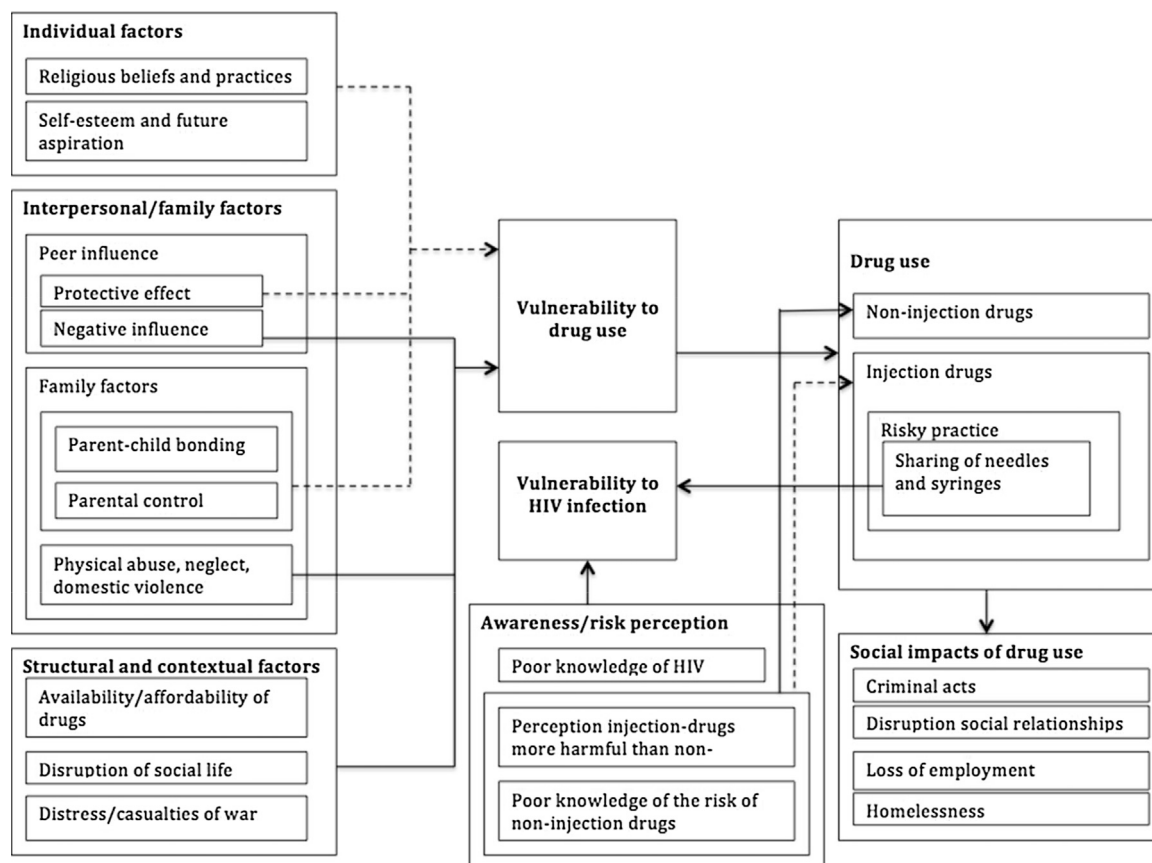 Individual factors
Religious beliefs and practices
Self-esteem and future
aspiration
Interpersonal/family factors
Peer influence
Protective effect
Negative influence
Family factors
Parent-child bonding
Parental control
Physical abuse, neglect,
domestic violence
Structural and contextual factors
Availability/affordability of
drugs
Disruption of social life
Distress/casualties of war
Vulnerability to
drug use
Vulnerability to
HIV infection
Awareness/risk perception
Poor knowledge of HIV
Perception injection-drugs
more harmful than non-
Poor knowledge of the risk of
non-injection drugs
Drug use
Non-injection drugs
Injection drugs
Risky practice
Sharing of needles
and syringes
Social impacts of drug use
Criminal acts
Disruption social relationships
Loss of employment
Homelessness